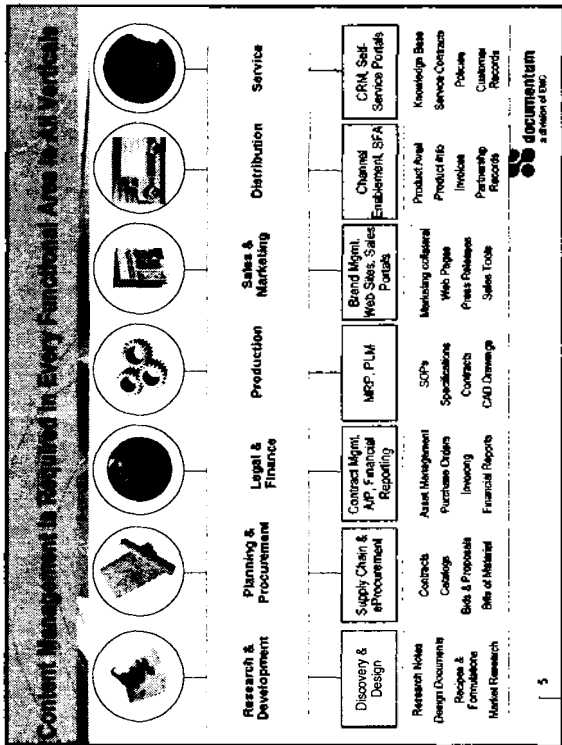 Content Management is Required in Every Functional Area in All Verticals
Research &
Development
Planning &
Procurement
Legal &
Finance
Production
Sales &
Marketing
Distribution
Service
Discovery &
Design
Supply Chain &
eProcurement
Contract Mgmt.
A/P, Financial
Reporting
MRP, PLM
Brand Mgmt.
Web Sites, Sales
Portals
Channel
Enablement, SFA
CRM, Self-
Service Portals
Research Notes
Design Documents
Recipes &
Formulations
Market Research
Contracts
Catalogs
Bids & Proposals
Bills of Material
Asset Management
Purchase Orders
Invoicing
Financial Reports
SOPs
Specifications
Contracts
CAD Drawings
Marketing collateral
Web Pages
Press Releases
Sales Tools
Product
Product Info
Invoices
Partnership
Records
Knowledge Base
Service Contracts
Policies
Customer
Records
5
documentum
a division of EMC